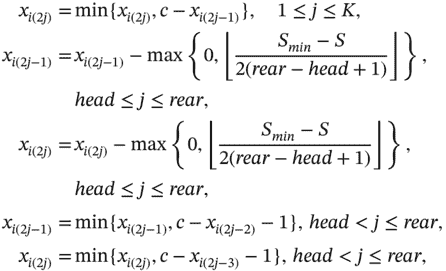 x_{i(2j)} = min{x_{i(2j)}, c − x_{i(2j−1)}}, 1 ≤ j ≤ K,
x_{i(2j−1)} = x_{i(2j−1)} − max { 0, ⌊ \frac{S_{min} − S}{2(rear − head + 1)} ⌋ },
head ≤ j ≤ rear,
x_{i(2j)} = x_{i(2j)} − max { 0, ⌊ \frac{S_{min} − S}{2(rear − head + 1)} ⌋ },
head ≤ j ≤ rear,
x_{i(2j−1)} = min{x_{i(2j−1)}, c − x_{i(2j−2)} − 1}, head < j ≤ rear,
x_{i(2j)} = min{x_{i(2j)}, c − x_{i(2j−3)} − 1}, head < j ≤ rear,